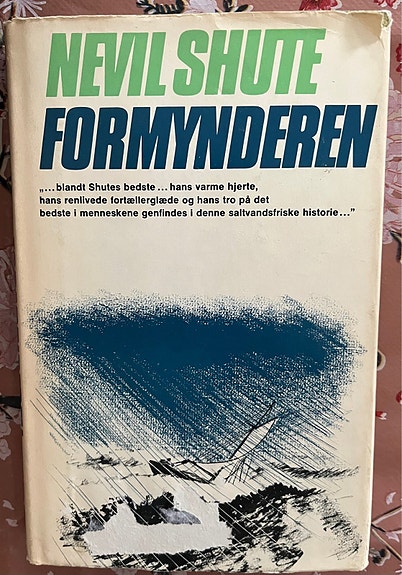 NEVIL SHUTE
FORMYNDEREN
„...blandt Shutes bedste ... hans varme hjerte,
hans renlivede fortællerglæde og hans tro på det
bedste i menneskene genfindes i denne saltvandsfriske historie...”